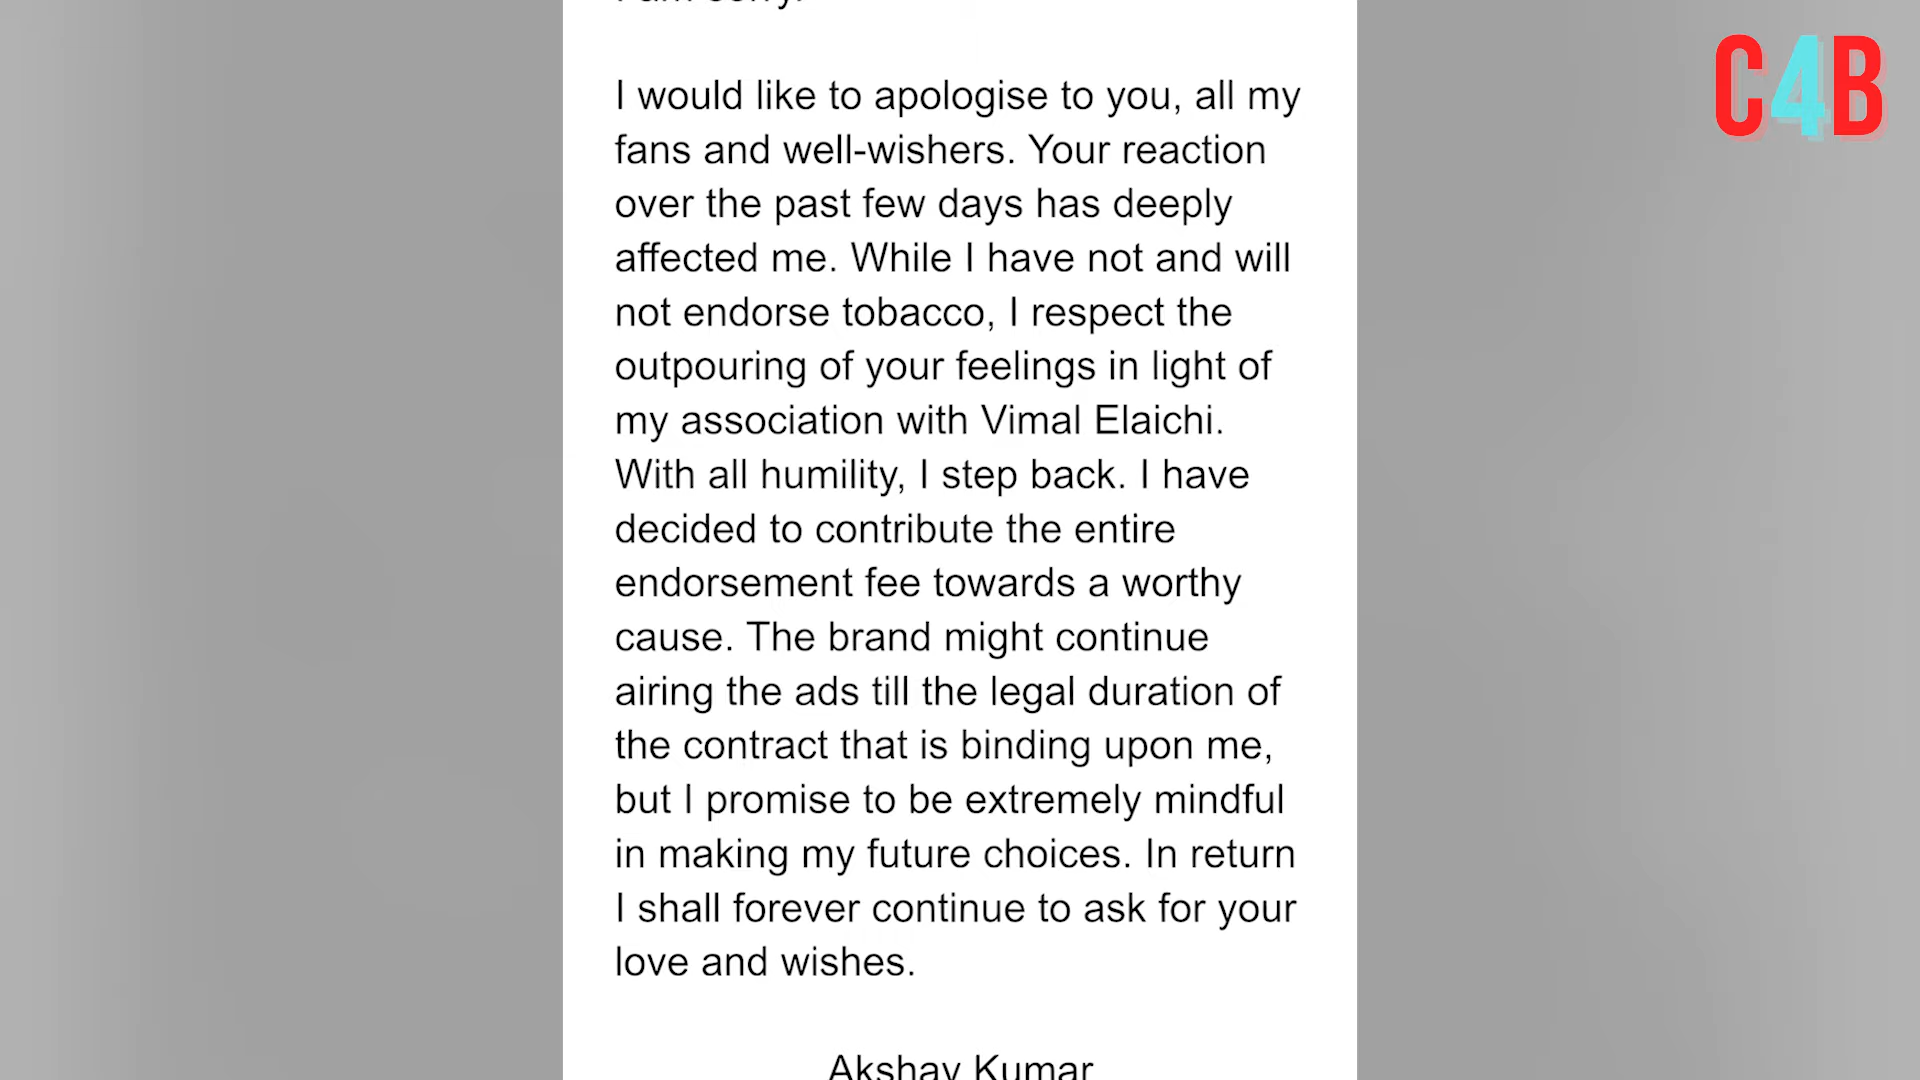 I am sorry.
I would like to apologise to you, all my
fans and well-wishers. Your reaction
over the past few days has deeply
affected me. While I have not and will
not endorse tobacco, I respect the
outpouring of your feelings in light of
my association with Vimal Elaichi.
With all humility, I step back. I have
decided to contribute the entire
endorsement fee towards a worthy
cause. The brand might continue
airing the ads till the legal duration of
the contract that is binding upon me,
but I promise to be extremely mindful
in making my future choices. In return
I shall forever continue to ask for your
love and wishes.
Akshay Kumar
C4B